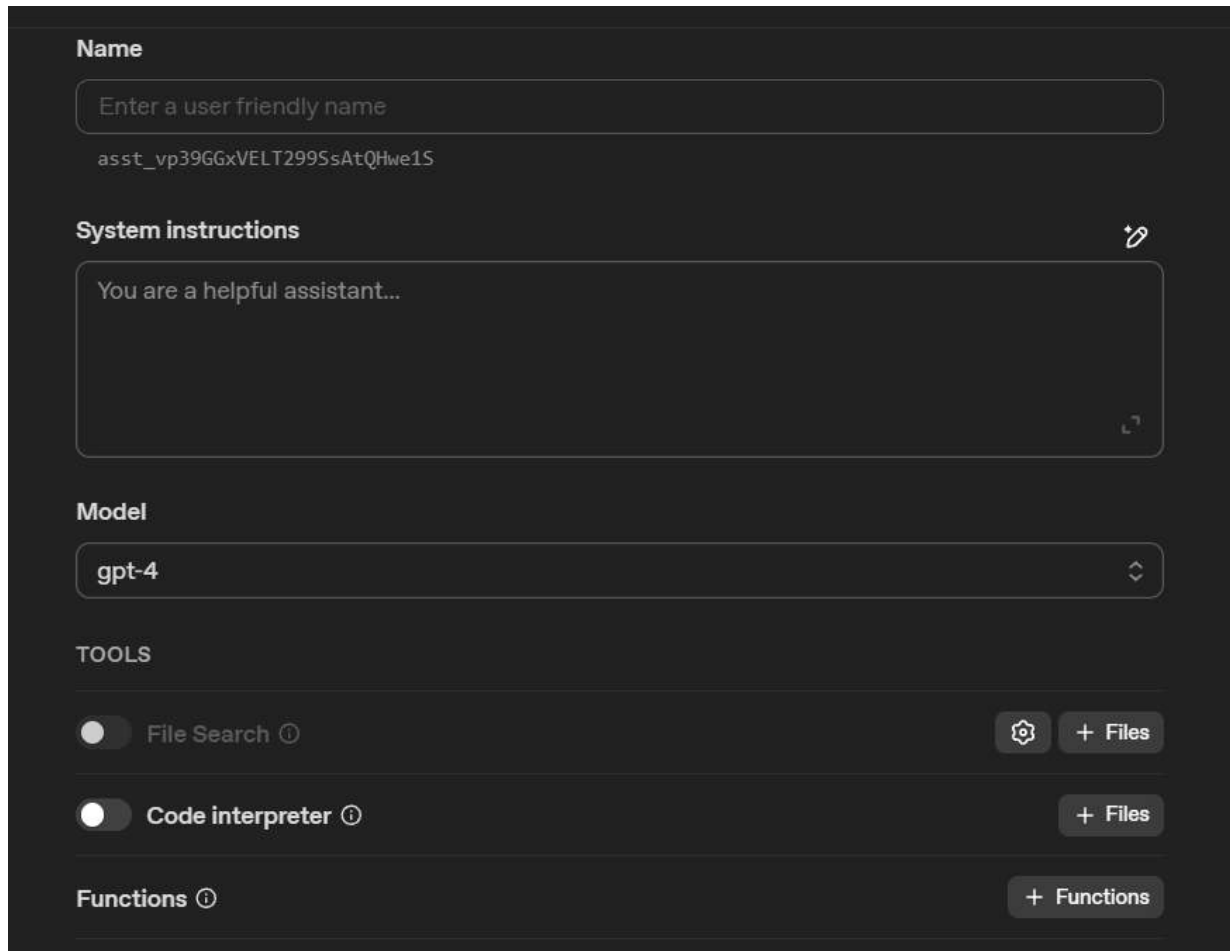 Name
Enter a user friendly name
asst_vp39GGxVELT299SsAtQHwe1S
System instructions
You are a helpful assistant...
Model
gpt-4
TOOLS
File Search
+ Files
Code interpreter
+ Files
Functions
+ Functions